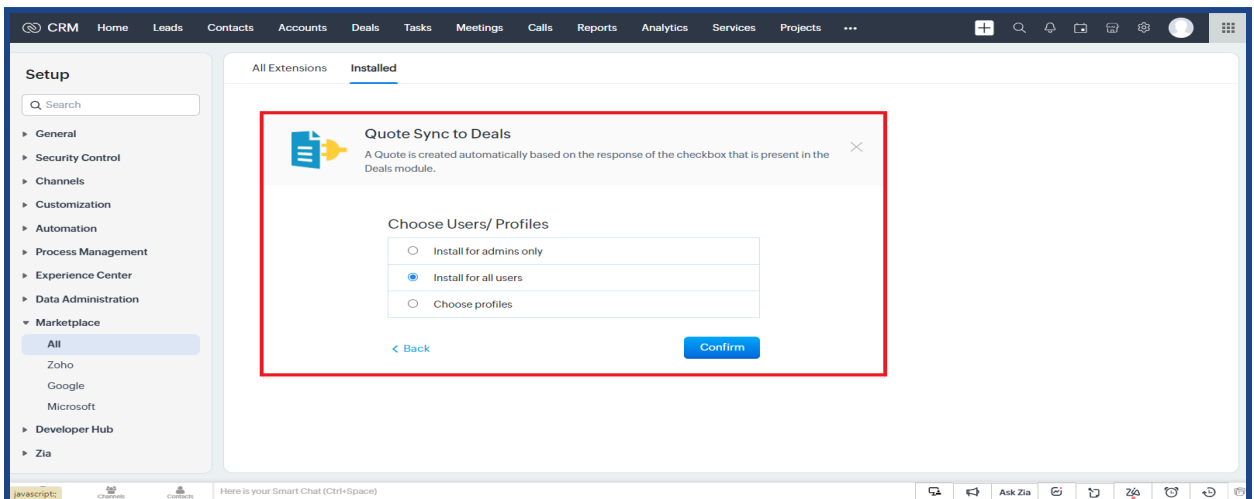 CRM Home Leads Contacts Accounts Deals Tasks Meetings Calls Reports Analytics Services Projects •••
Setup
Search
General
Security Control
Channels
Customization
Automation
Process Management
Experience Center
Data Administration
Marketplace
All
Zoho
Google
Microsoft
Developer Hub
Zia
All Extensions Installed
Quote Sync to Deals
A Quote is created automatically based on the response of the checkbox that is present in the
Deals module.
Choose Users/ Profiles
Install for admins only
Install for all users
Choose profiles
< Back Confirm
javascript:; Channels Contacts Here is your Smart Chat (Ctrl+Space) Ask Zia